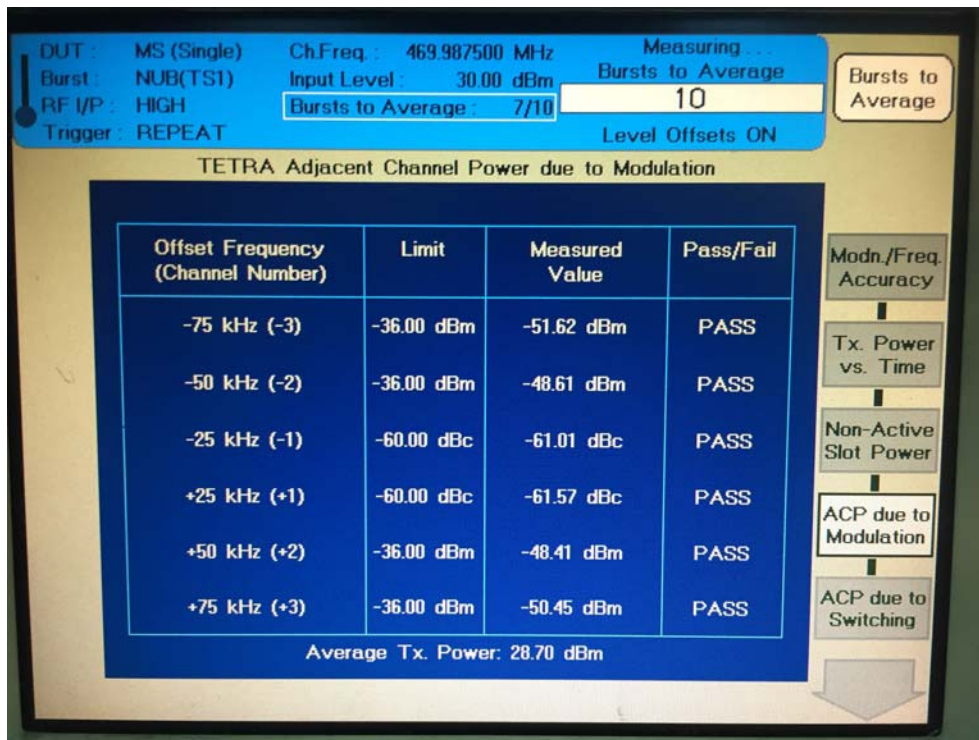 DUT : MS (Single) Ch.Freq. : 469.987500 MHz Measuring . . .
Burst : NUB(TS1) Input Level : 30.00 dBm Bursts to Average
RF I/P : HIGH Bursts to Average : 7/10 10
Trigger : REPEAT Level Offsets ON
Bursts to
Average
TETRA Adjacent Channel Power due to Modulation
Offset Frequency
(Channel Number) Limit Measured
Value Pass/Fail
-75 kHz (-3) -36.00 dBm -51.62 dBm PASS
-50 kHz (-2) -36.00 dBm -48.61 dBm PASS
-25 kHz (-1) -60.00 dBc -61.01 dBc PASS
+25 kHz (+1) -60.00 dBc -61.57 dBc PASS
+50 kHz (+2) -36.00 dBm -48.41 dBm PASS
+75 kHz (+3) -36.00 dBm -50.45 dBm PASS
Average Tx. Power: 28.70 dBm
Modn./Freq.
Accuracy
Tx. Power
vs. Time
Non-Active
Slot Power
ACP due to
Modulation
ACP due to
Switching